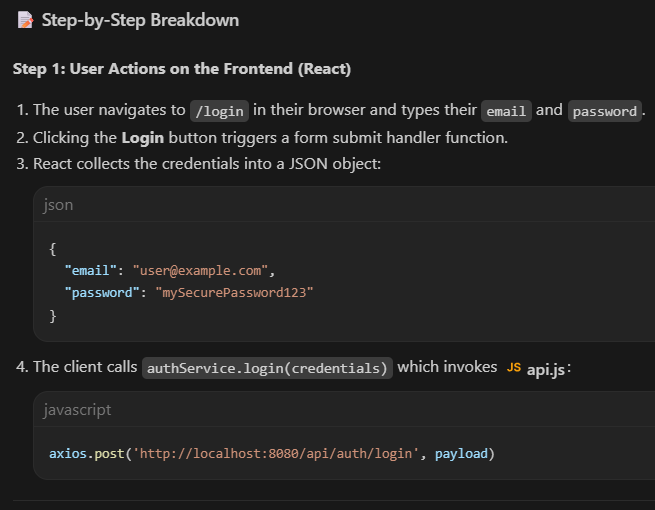 📝 Step-by-Step Breakdown
Step 1: User Actions on the Frontend (React)
1. The user navigates to /login in their browser and types their email and password.
2. Clicking the Login button triggers a form submit handler function.
3. React collects the credentials into a JSON object:
json
{
  "email": "user@example.com",
  "password": "mySecurePassword123"
}
4. The client calls authService.login(credentials) which invokes JS api.js:
javascript
axios.post('http://localhost:8080/api/auth/login', payload)